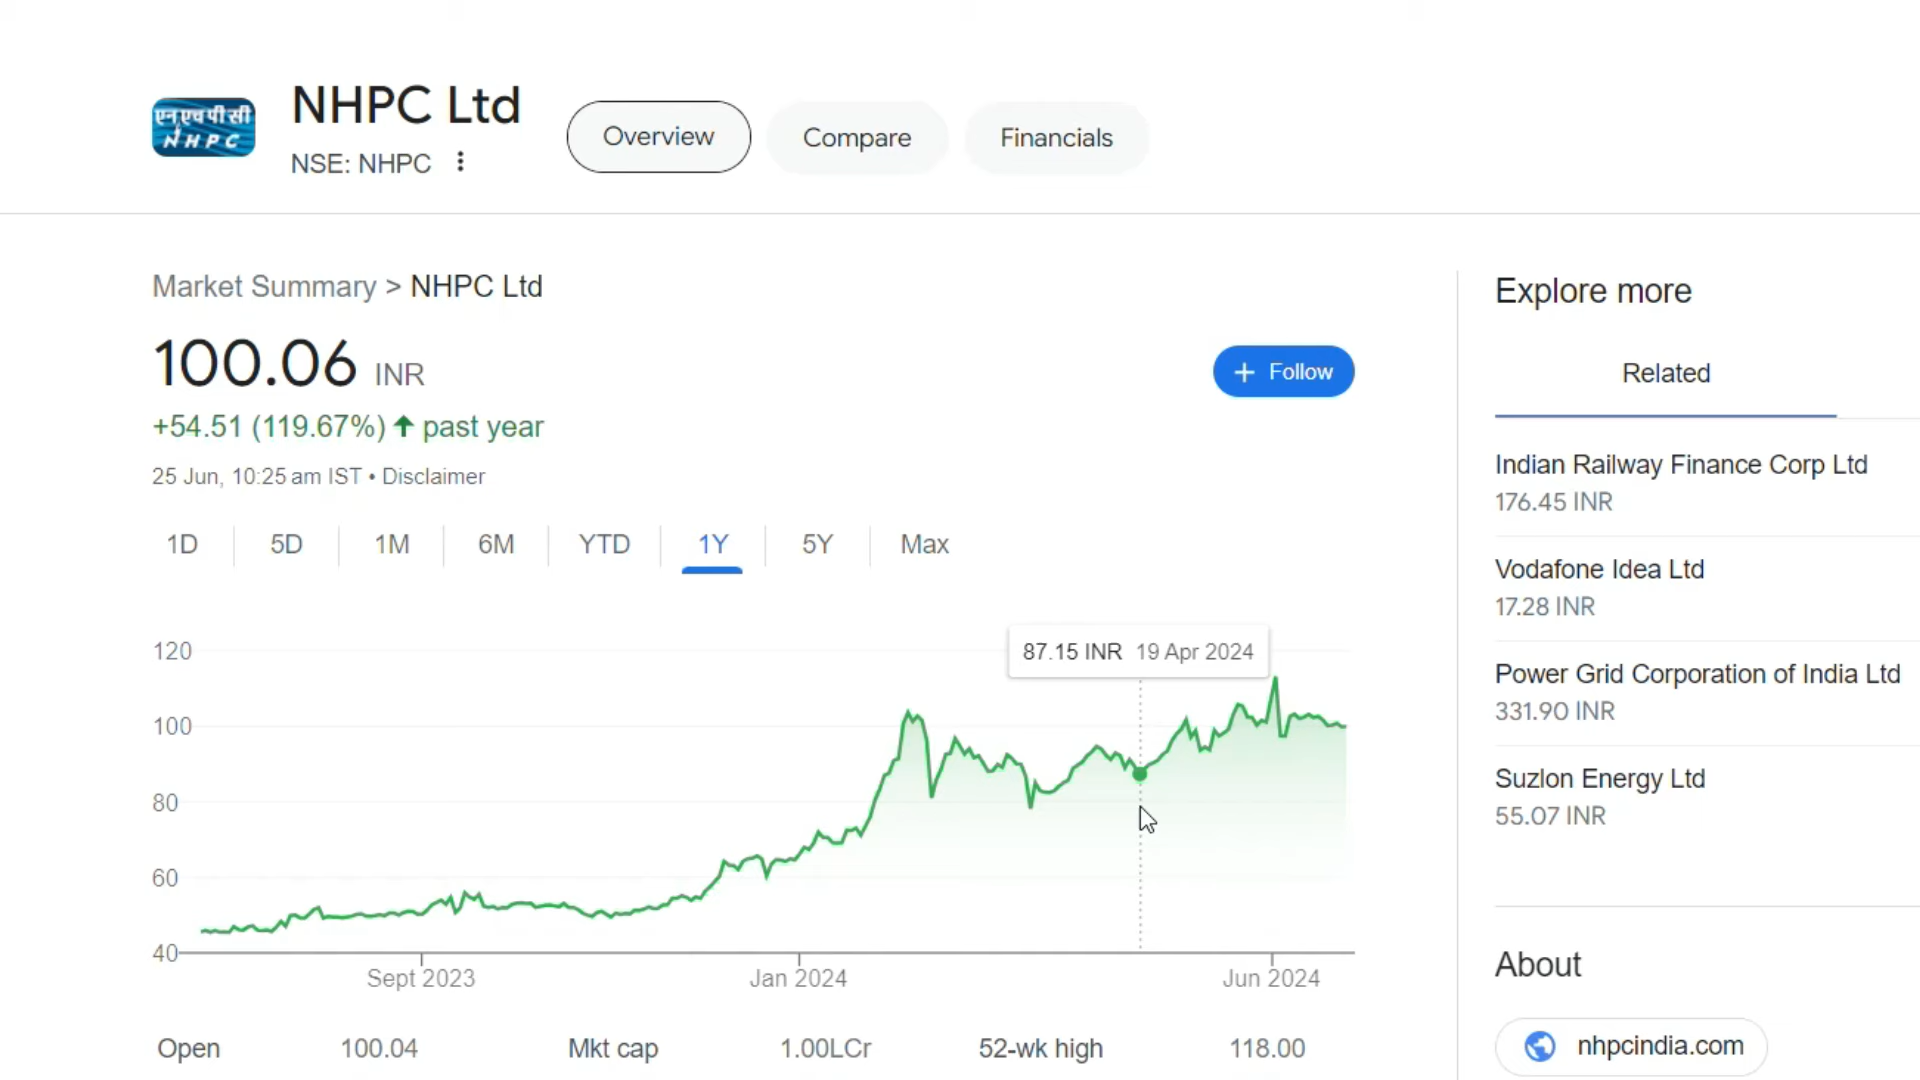 एनएचपीसी
NHPC
NHPC Ltd
NSE: NHPC
Overview
Compare
Financials
Market Summary > NHPC Ltd
100.06 INR
+ Follow
+54.51 (119.67%) ↑ past year
25 Jun, 10:25 am IST • Disclaimer
1D
5D
1M
6M
YTD
1Y
5Y
Max
87.15 INR 19 Apr 2024
120
100
80
60
40
Sept 2023
Jan 2024
Jun 2024
Open 100.04
Mkt cap 1.00LCr
52-wk high 118.00
Explore more
Related
Indian Railway Finance Corp Ltd
176.45 INR
Vodafone Idea Ltd
17.28 INR
Power Grid Corporation of India Ltd
331.90 INR
Suzlon Energy Ltd
55.07 INR
About
nhpcindia.com